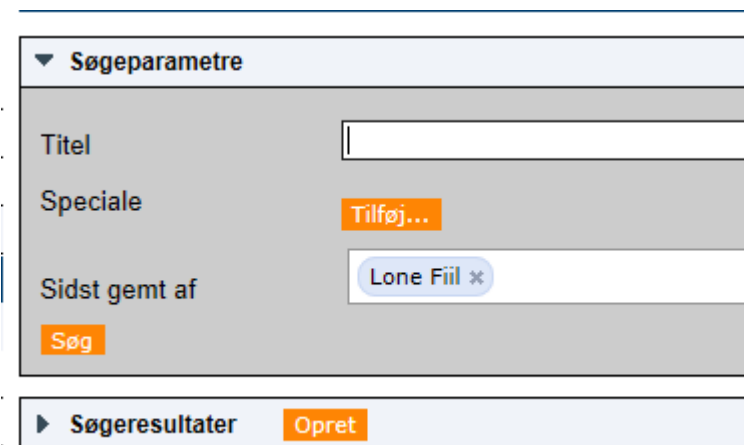 Søgeparametre
Titel
Speciale
Tilføj...
Sidst gemt af
Lone Fiil ×
Søg
Søgeresultater Opret